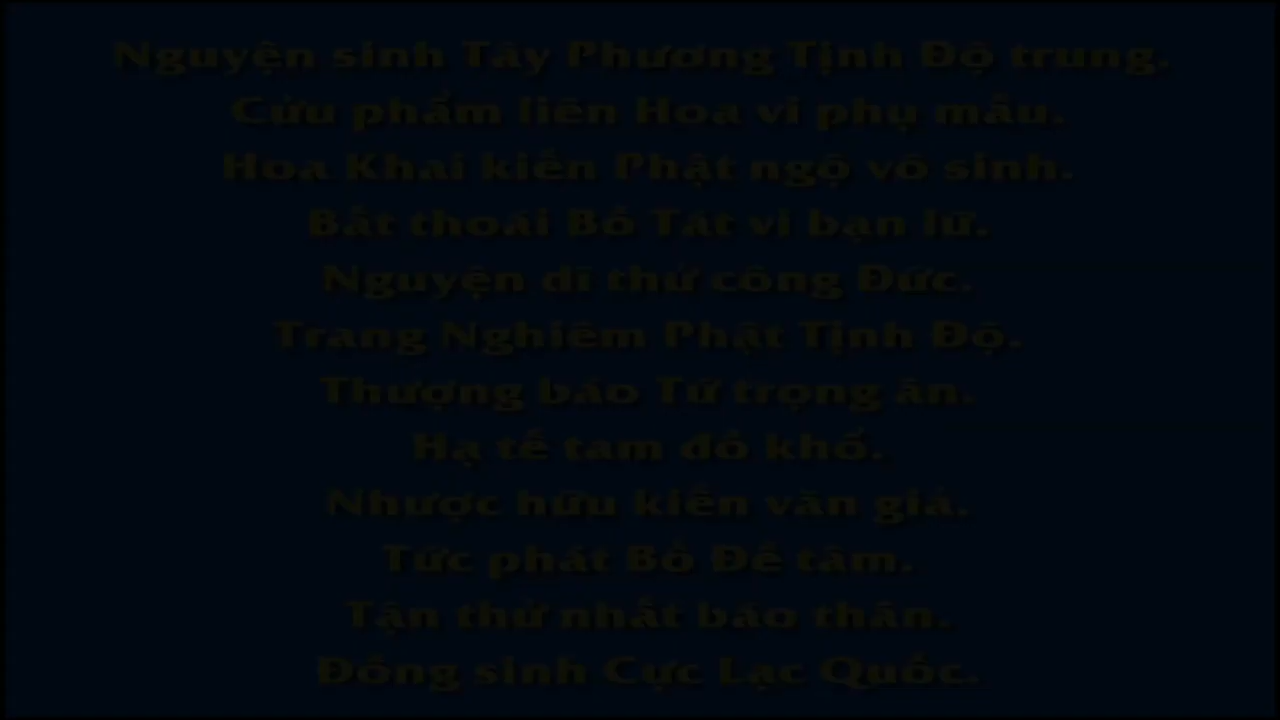 Nguyện sinh Tây Phương Tịnh Độ trung.
Cửu phẩm liên Hoa vi phụ mẫu.
Hoa Khai kiến Phật ngộ vô sinh.
Bất thoái Bồ Tát vi bạn lữ.
Nguyện dĩ thử công Đức.
Trang Nghiêm Phật Tịnh Độ.
Thượng báo Tứ trọng ân.
Hạ tế tam đồ khổ.
Nhược hữu kiến văn giả.
Tức phát Bồ Đề tâm.
Tận thử nhất báo thân.
Đồng sinh Cực Lạc Quốc.